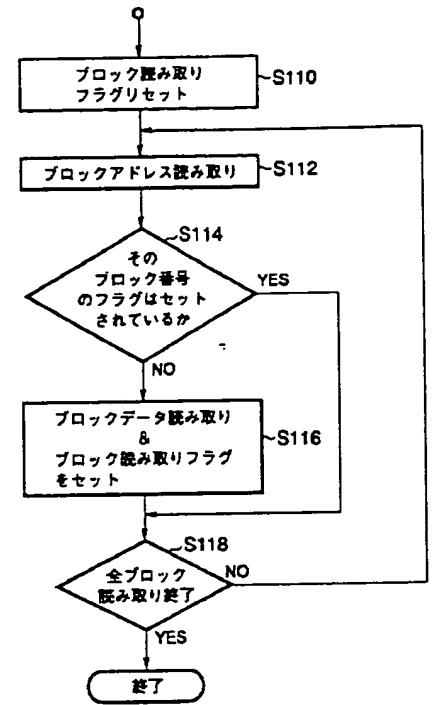 ブロック読み取り
フラグリセット
S110
ブロックアドレス読み取り
S112
S114
その
ブロック番号
のフラグはセット
されているか
YES
NO
ブロックデータ読み取り
&
ブロック読み取りフラグ
をセット
S116
S118
全ブロック
読み取り終了
NO
YES
終了